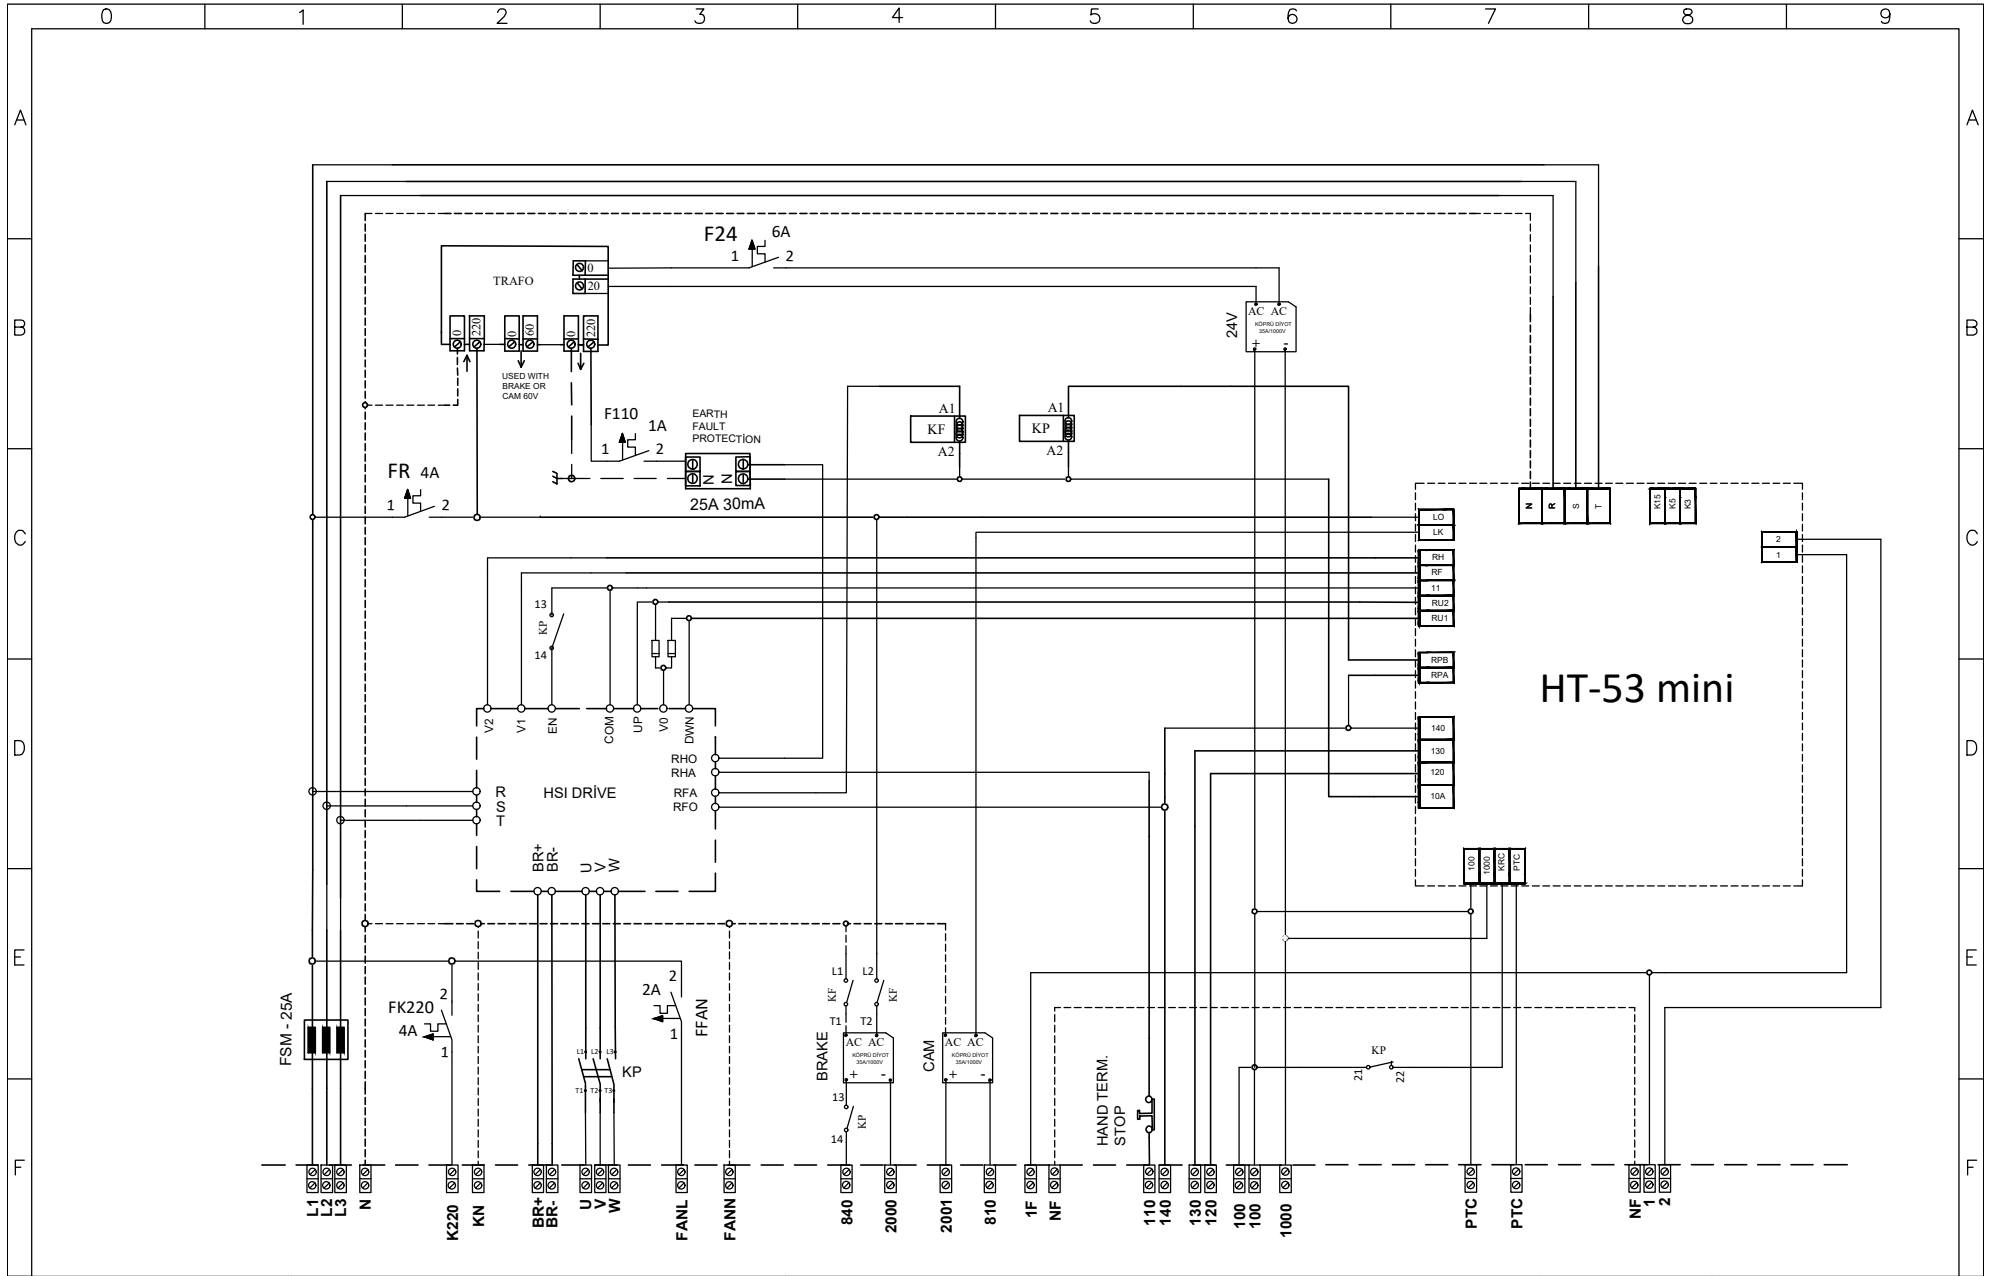 0 1 2 3 4 5 6 7 8 9
A A
F24 6A
1 2
TRAFO
0
20
0 220 0 60 0 220
24V
AC AC
KÖPRÜ DİYOT
35A/1000V
+ -
B B
USED WITH
BRAKE OR
CAM 60V
F110
1A
1 2
EARTH
FAULT
PROTECTİON
N N
25A 30mA
A1
KF
A2
A1
KP
A2
FR 4A
1 2
C C
N R S T
K15 K5 K3
LO
LK
RH
RF
11
RU2
RU1
RPB
RPA
140
130
120
10A
2
1
HT-53 mini
100 1000 KRC PTC
13
KP
14
V2 V1 EN COM UP V0 DWN
D D
RHO
RHA
RFA
RFO
R
S
T
HSI DRİVE
BR+ BR- U V W
E E
FSM - 25A
FK220
4A
2
1
2A
2
1
FFAN
L1 L2 L3
KP
T1 T2 T3
L1 L2
KF KF
T1 T2
BRAKE
AC AC
KÖPRÜ DİYOT
35A/1000V
+ -
CAM
AC AC
KÖPRÜ DİYOT
35A/1000V
+ -
13
KP
14
HAND TERM.
STOP
KP
21 22
F F
L1 L2 L3 N K220 KN BR+ BR- U V W FANL FANN 840 2000 2001 810 1F NF 110 140 130 120 100 100 1000 PTC PTC NF 1 2